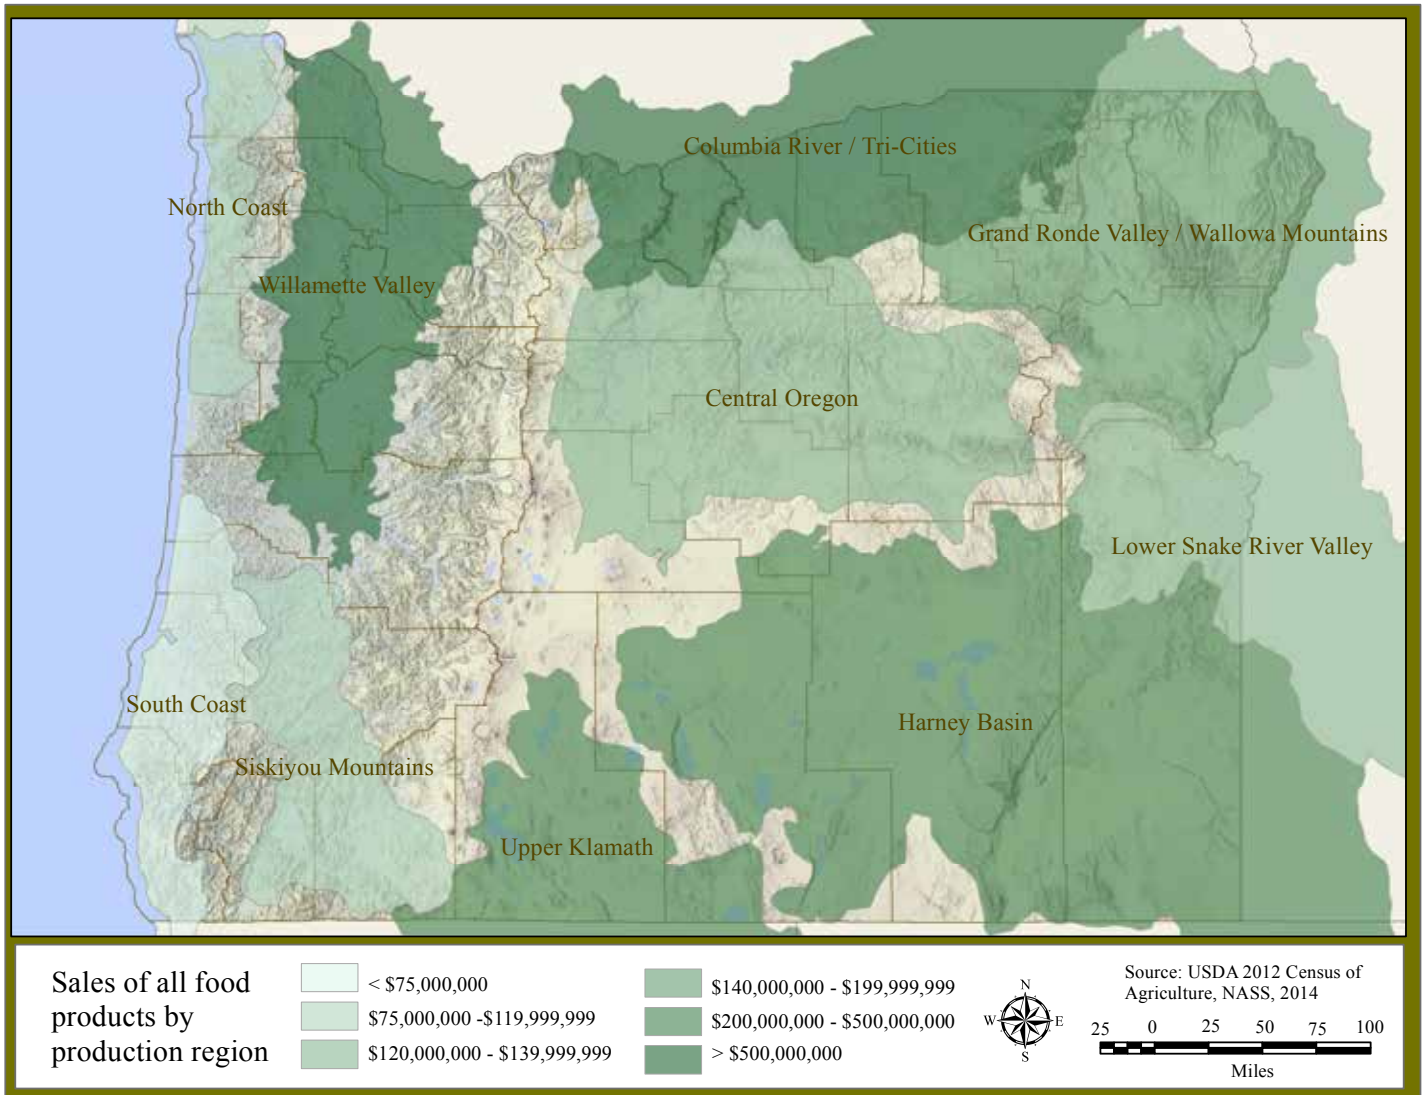 Columbia River / Tri-Cities
North Coast
Grand Ronde Valley / Wallowa Mountains
Willamette Valley
Central Oregon
Lower Snake River Valley
South Coast
Harney Basin
Siskiyou Mountains
Upper Klamath
Sales of all food
products by
production region
< $75,000,000
$75,000,000 -$119,999,999
$120,000,000 - $139,999,999
$140,000,000 - $199,999,999
$200,000,000 - $500,000,000
> $500,000,000
N
W E
S
Source: USDA 2012 Census of
Agriculture, NASS, 2014
25 0 25 50 75 100
Miles